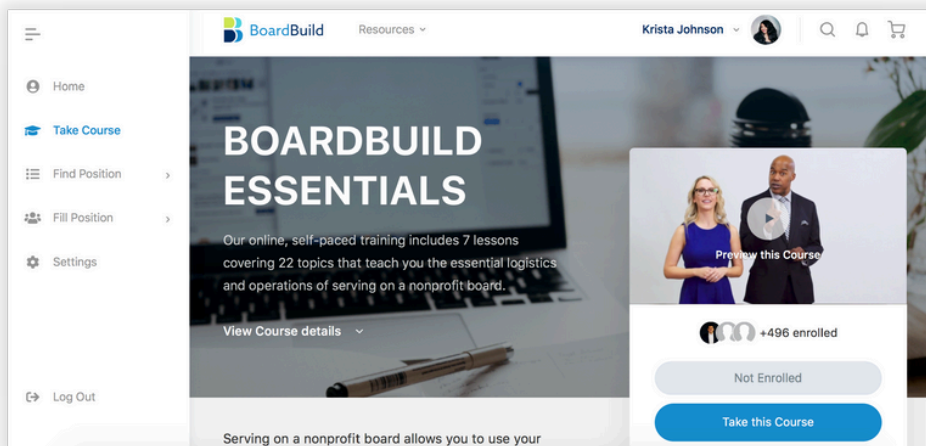 BoardBuild
Resources
Krista Johnson
Home
Take Course
Find Position
Fill Position
Settings
Log Out
BOARDBUILD
ESSENTIALS
Our online, self-paced training includes 7 lessons
covering 22 topics that teach you the essential logistics
and operations of serving on a nonprofit board.
View Course details
Preview this Course
+496 enrolled
Not Enrolled
Take this Course
Serving on a nonprofit board allows you to use your